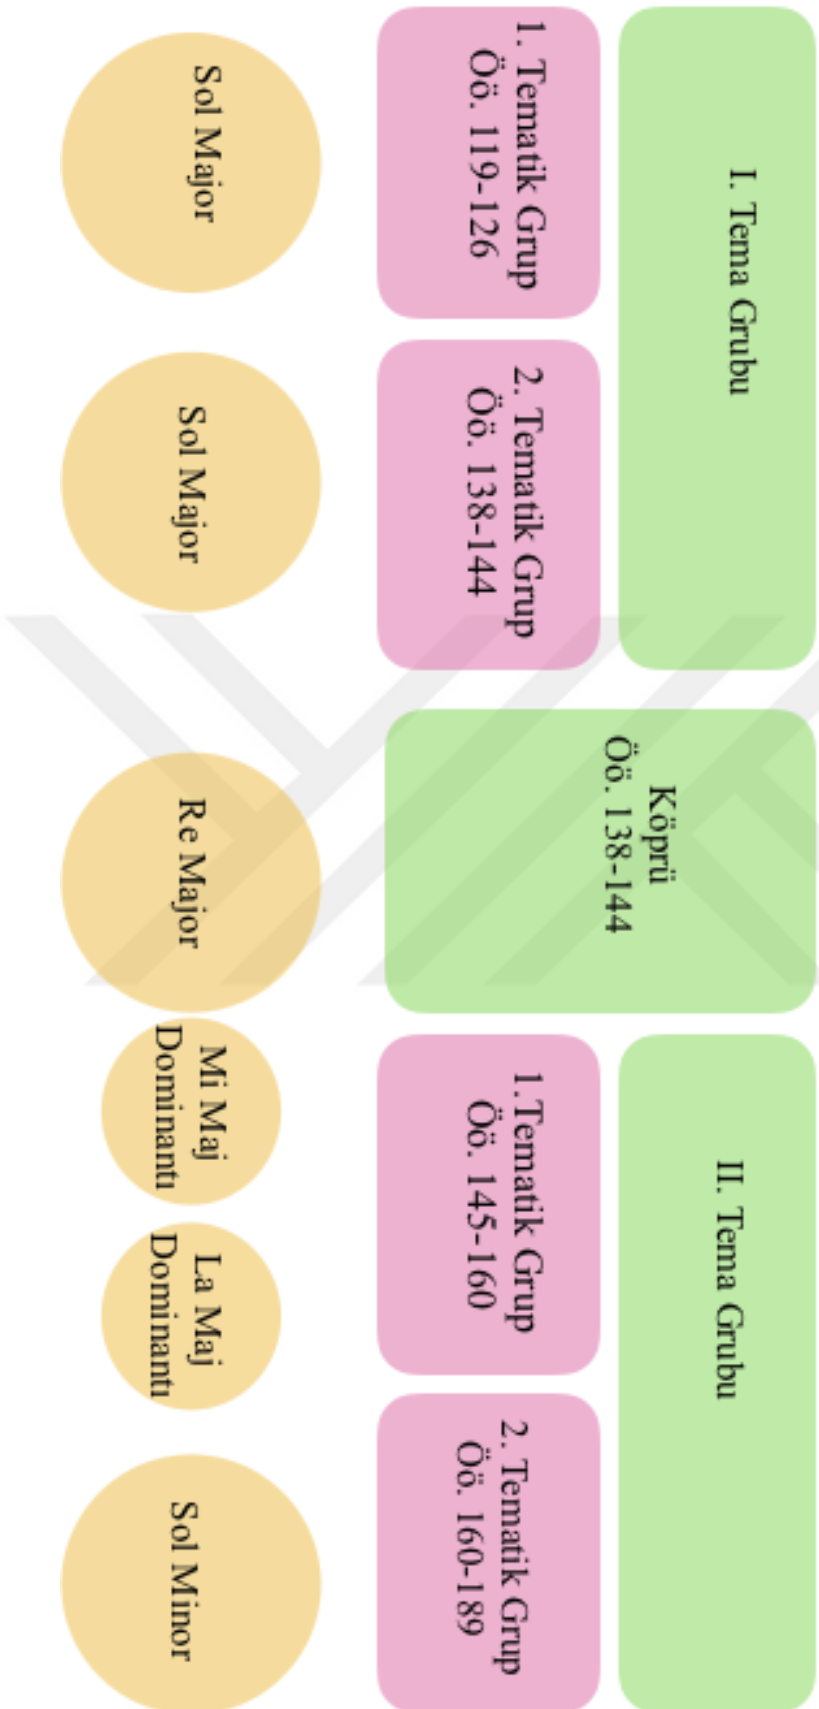 I. Tema Grubu
1. Tematik Grup
Öö. 119-126
2. Tematik Grup
Öö. 138-144
Köprü
Öö. 138-144
II. Tema Grubu
1.Tematik Grup
Öö. 145-160
2. Tematik Grup
Öö. 160-189
Sol Major
Sol Major
Re Major
Mi Maj
Dominantı
La Maj
Dominantı
Sol Minor